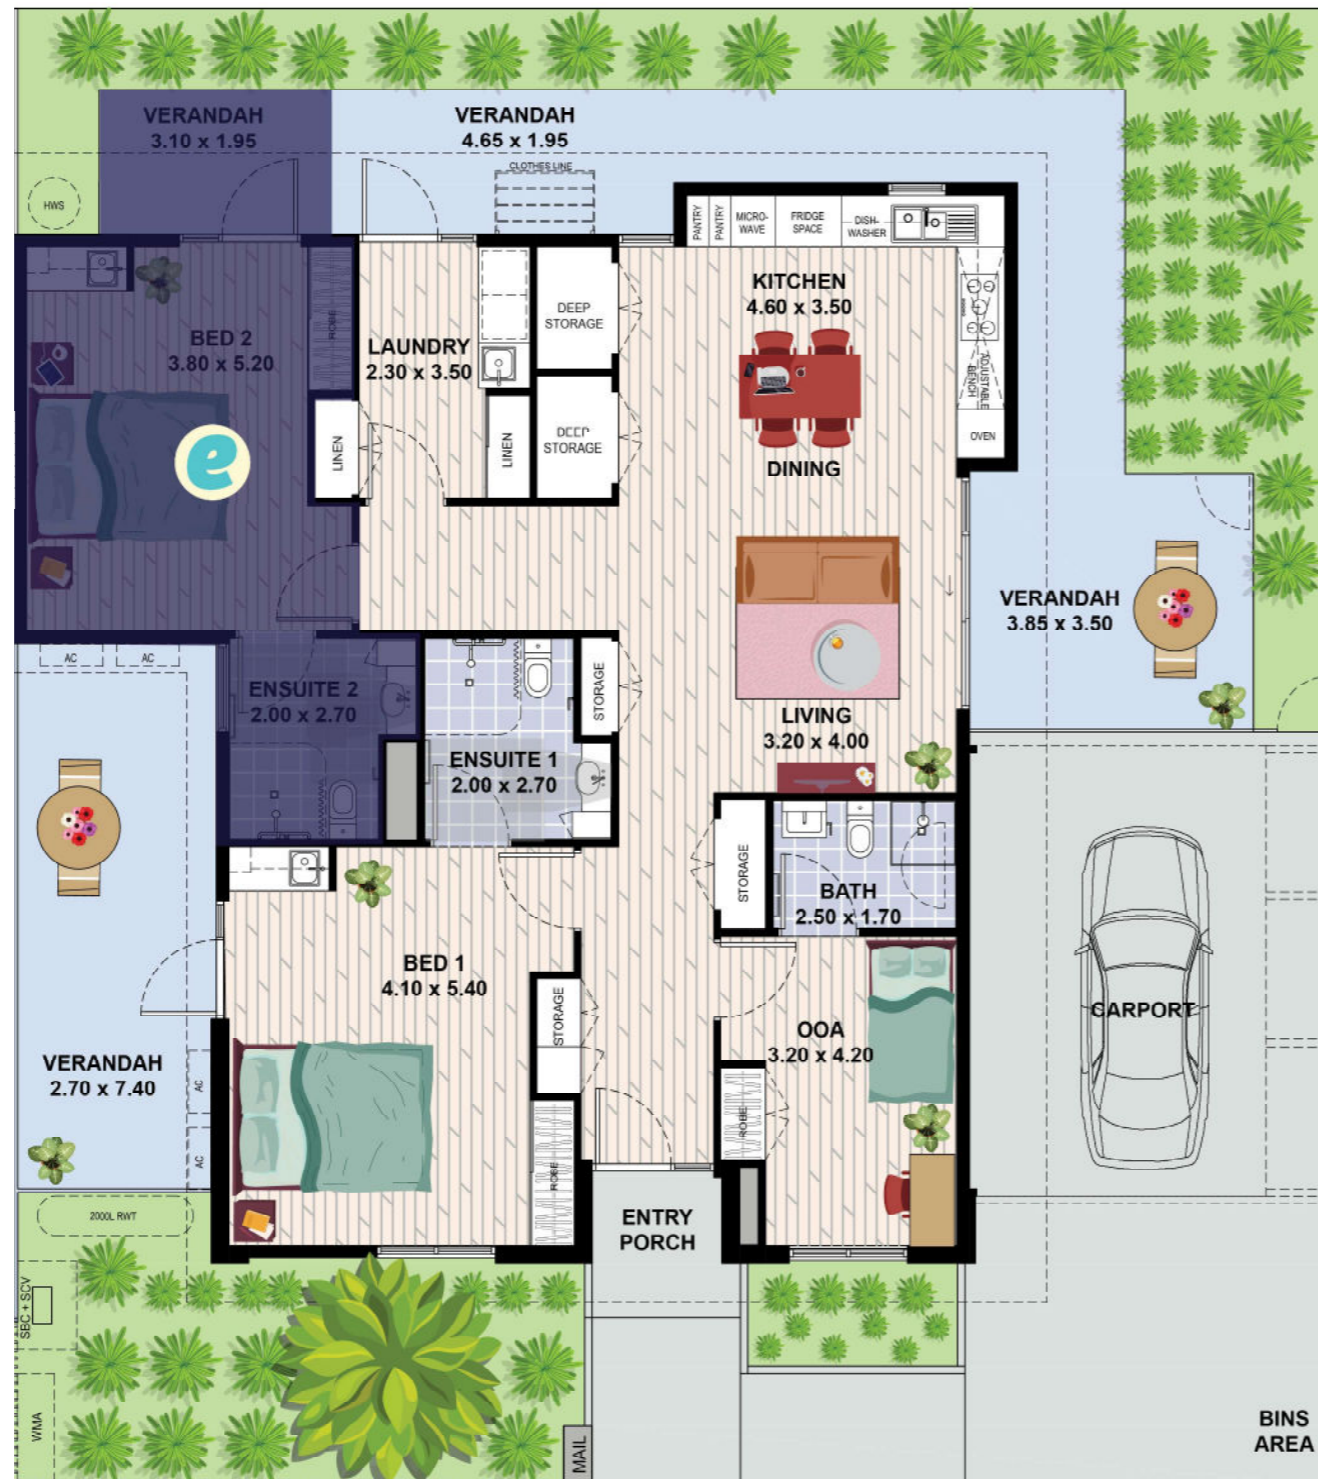 VERANDAH
3.10 x 1.95
VERANDAH
4.65 x 1.95
CLOTHES LINE
HWS
PANTRY
PANTRY
MICRO-
WAVE
FRIDGE
SPACE
DISH-
WASHER
KITCHEN
4.60 x 3.50
DEEP
STORAGE
BED 2
3.80 x 5.20
ROBE
LAUNDRY
2.30 x 3.50
ADJUSTABLE
BENCH
OVEN
e
LINEN
LINEN
DEEP
STORAGE
DINING
VERANDAH
3.85 x 3.50
AC
AC
ENSUITE 2
2.00 x 2.70
STORAGE
LIVING
3.20 x 4.00
ENSUITE 1
2.00 x 2.70
STORAGE
BATH
2.50 x 1.70
BED 1
4.10 x 5.40
STORAGE
OOA
3.20 x 4.20
CARPORT
VERANDAH
2.70 x 7.40
AC
AC
ROBE
ROBE
2000L RWT
ENTRY
PORCH
SBC + SCV
WMA
MAIL
BINS
AREA